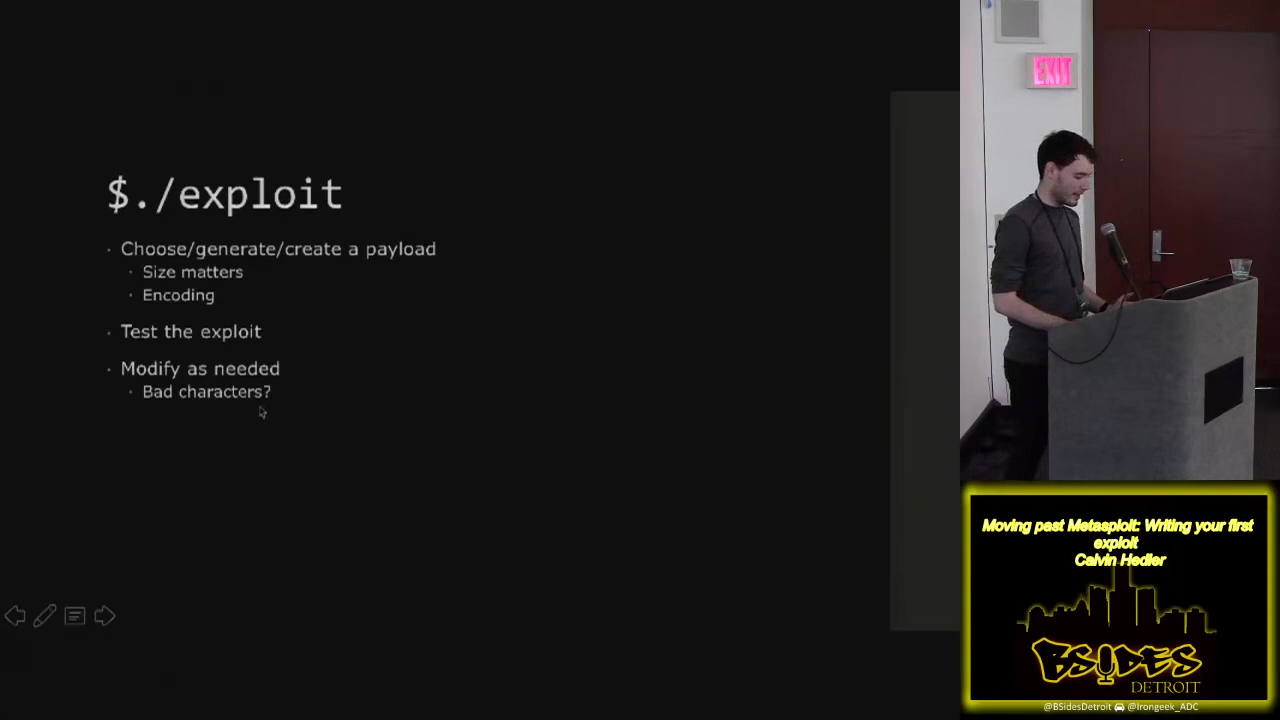 $./exploit
· Choose/generate/create a payload
· Size matters
· Encoding
· Test the exploit
· Modify as needed
· Bad characters?
EXIT
Moving past Metasploit: Writing your first
exploit
Calvin Hedler
BSIDES
DETROIT
@BSidesDetroit @Irongeek_ADC